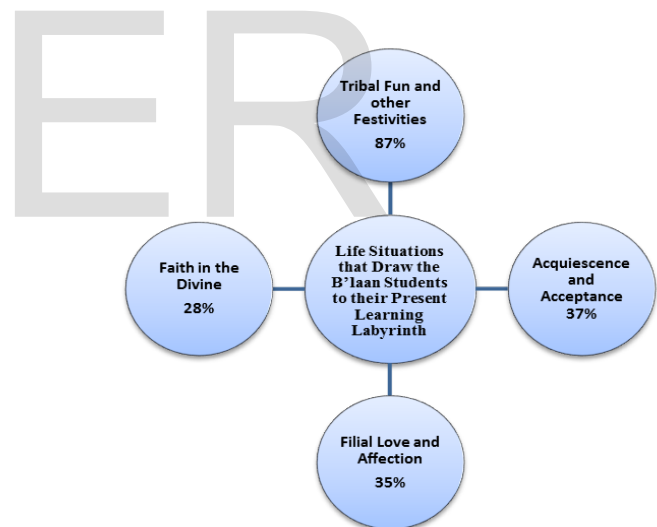 ER
Tribal Fun and
other
Festivities
87%
Faith in the
Divine
28%
Life Situations
that Draw the
B'laan Students
to their Present
Learning
Labyrinth
Acquiescence
and
Acceptance
37%
Filial Love and
Affection
35%